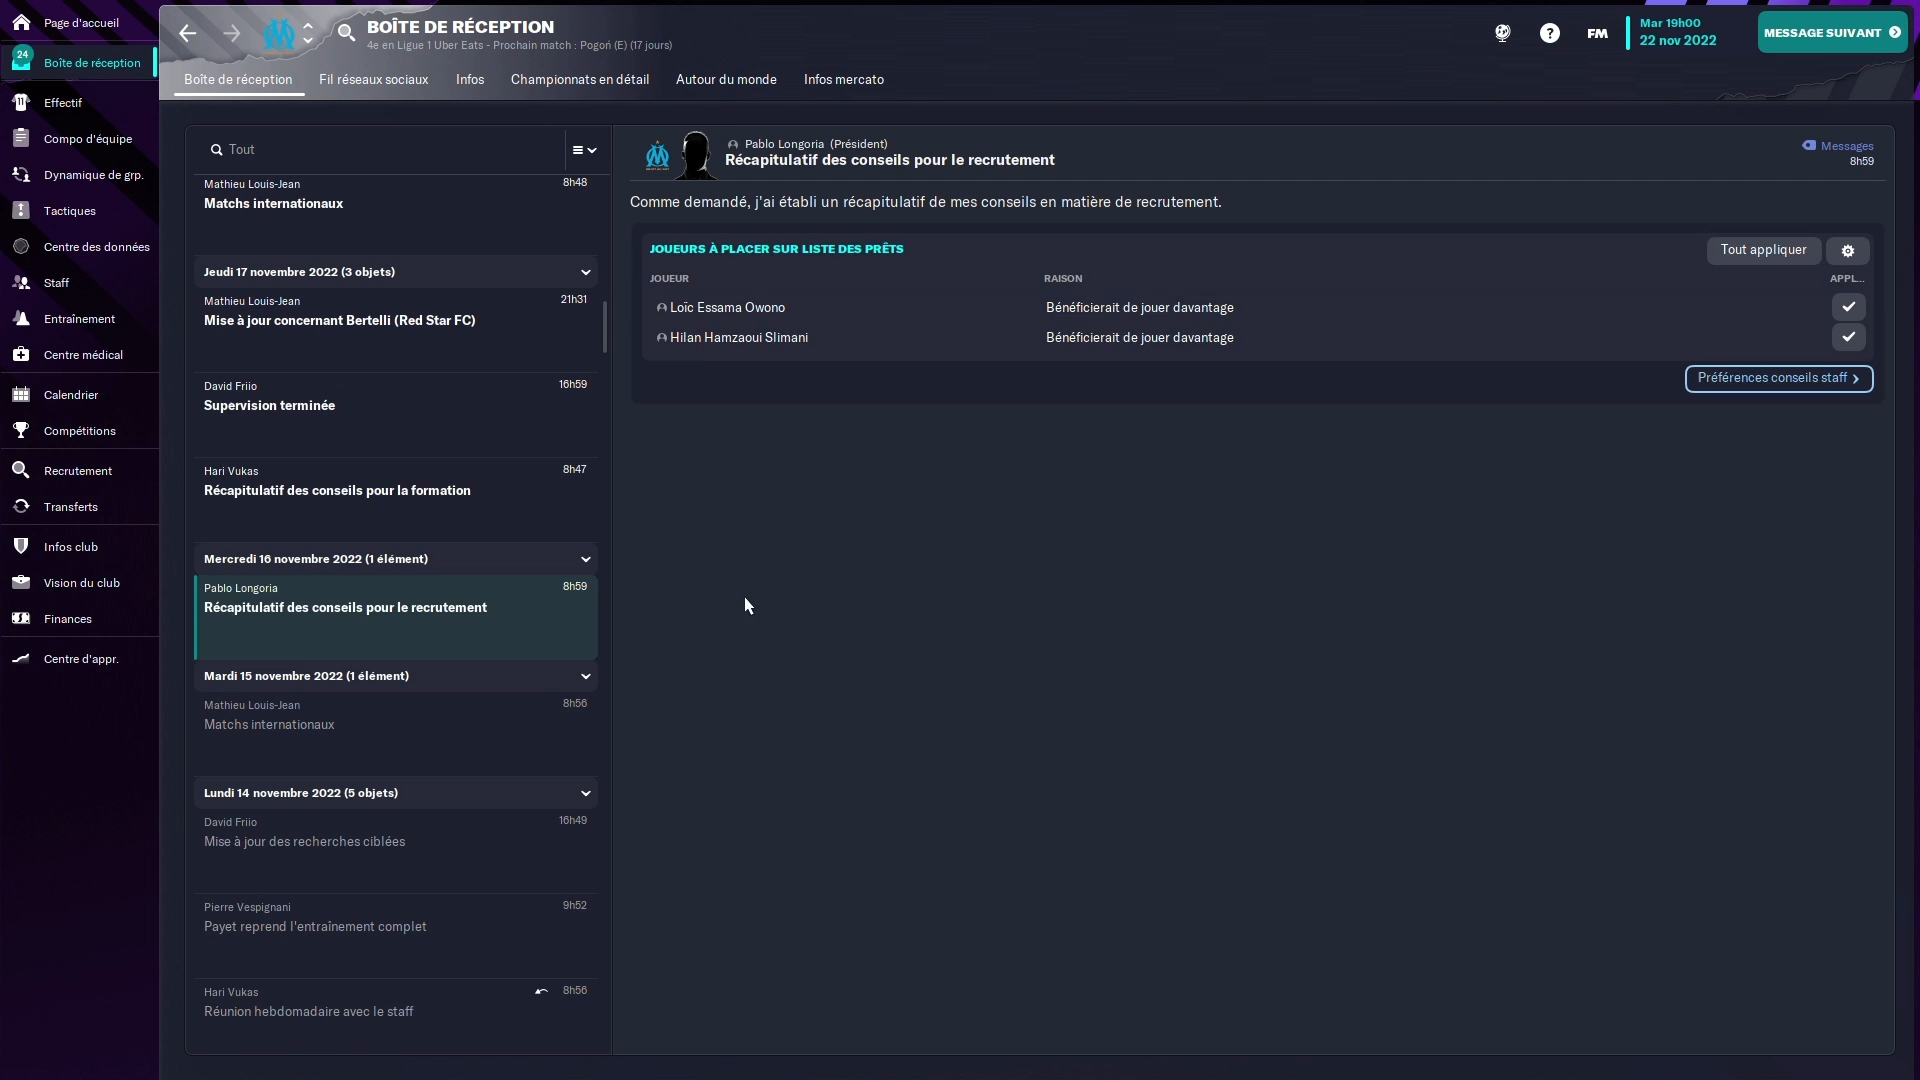 Page d'accueil
24
Boîte de réception
Effectif
Compo d'équipe
Dynamique de grp.
Tactiques
Centre des données
Staff
Entraînement
Centre médical
Calendrier
Compétitions
Recrutement
Transferts
Infos club
Vision du club
Finances
Centre d'appr.
BOÎTE DE RÉCEPTION
4e en Ligue 1 Uber Eats - Prochain match : Pogoń (E) (17 jours)
FM
Mar 19h00
22 nov 2022
MESSAGE SUIVANT
Boîte de réception
Fil réseaux sociaux
Infos
Championnats en détail
Autour du monde
Infos mercato
Tout
Mathieu Louis-Jean 8h48
Matchs internationaux
Jeudi 17 novembre 2022 (3 objets)
Mathieu Louis-Jean 21h31
Mise à jour concernant Bertelli (Red Star FC)
David Friio 16h59
Supervision terminée
Hari Vukas 8h47
Récapitulatif des conseils pour la formation
Mercredi 16 novembre 2022 (1 élément)
Pablo Longoria 8h59
Récapitulatif des conseils pour le recrutement
Mardi 15 novembre 2022 (1 élément)
Mathieu Louis-Jean 8h56
Matchs internationaux
Lundi 14 novembre 2022 (5 objets)
David Friio 16h49
Mise à jour des recherches ciblées
Pierre Vespignani 9h52
Payet reprend l'entraînement complet
Hari Vukas 8h56
Réunion hebdomadaire avec le staff
Pablo Longoria (Président)
Récapitulatif des conseils pour le recrutement
Messages
8h59
Comme demandé, j'ai établi un récapitulatif de mes conseils en matière de recrutement.
JOUEURS À PLACER SUR LISTE DES PRÊTS
Tout appliquer
JOUEUR RAISON APPL...
Loïc Essama Owono Bénéficierait de jouer davantage
Hilan Hamzaoui Slimani Bénéficierait de jouer davantage
Préférences conseils staff